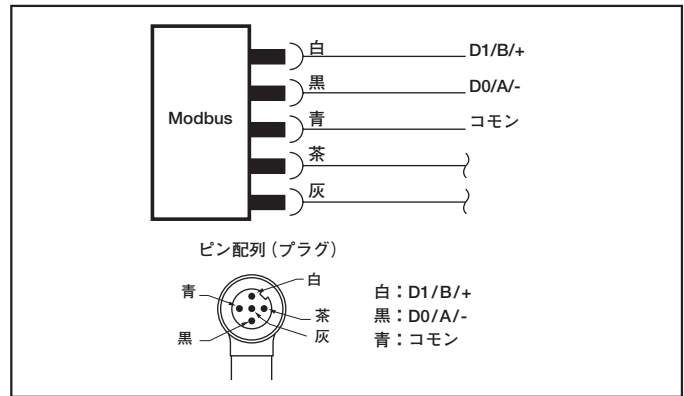 白 D1/B/+
黒 D0/A/-
Modbus
青 コモン
茶
灰
ピン配列（プラグ）
白
青
茶
灰
黒
白：D1/B/+
黒：D0/A/-
青：コモン